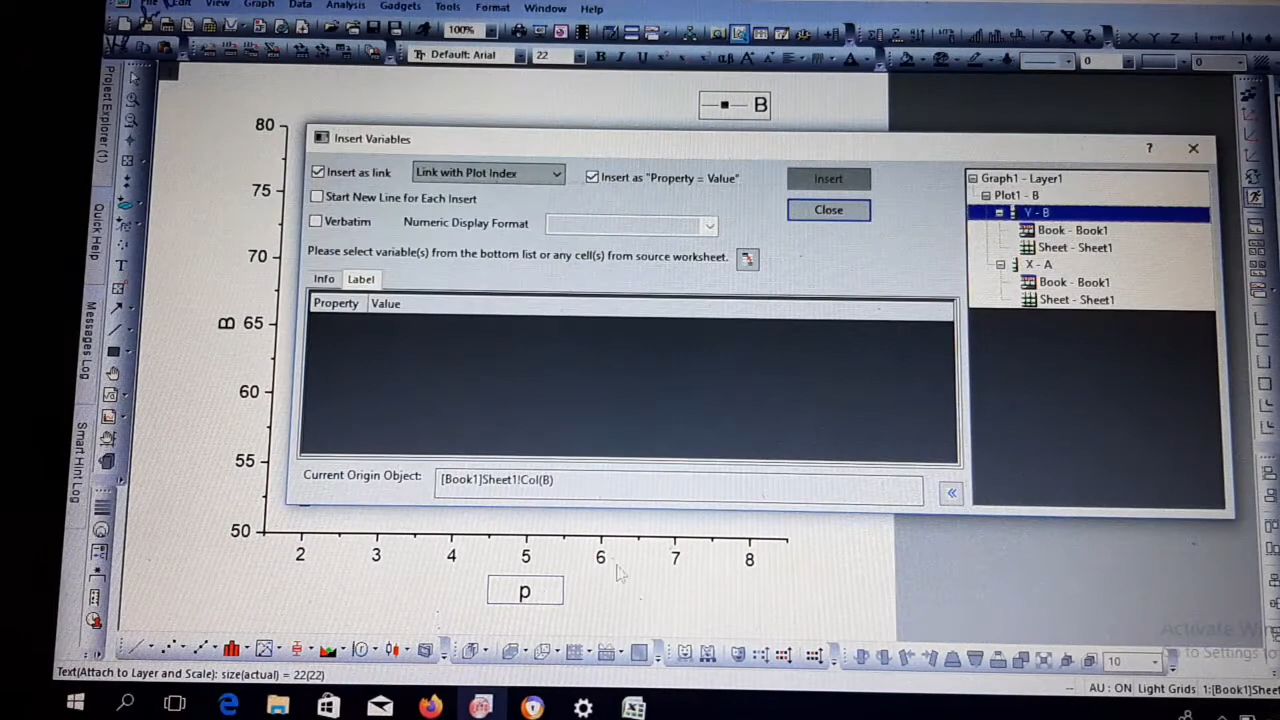 File Edit View Graph Data Analysis Gadgets Tools Format Window Help
100%
Default: Arial 22 B I U αβ A A 0 0
Project Explorer (1)
Quick Help
Messages Log
Smart Hint Log
B
80
75
70
65
60
55
50
B
2 3 4 5 6 7 8
p
Insert Variables ?
Insert as link Link with Plot Index Insert as "Property = Value" Insert
Start New Line for Each Insert
Close
Verbatim Numeric Display Format
Please select variable(s) from the bottom list or any cell(s) from source worksheet.
Info Label
Property Value
Current Origin Object: [Book1]Sheet1!Col(B)
Graph1 - Layer1
Plot1 - B
Y - B
Book - Book1
Sheet - Sheet1
X - A
Book - Book1
Sheet - Sheet1
10
Text(Attach to Layer and Scale): size(actual) = 22(22)
-- AU : ON Light Grids 1:[Book1]Sheet